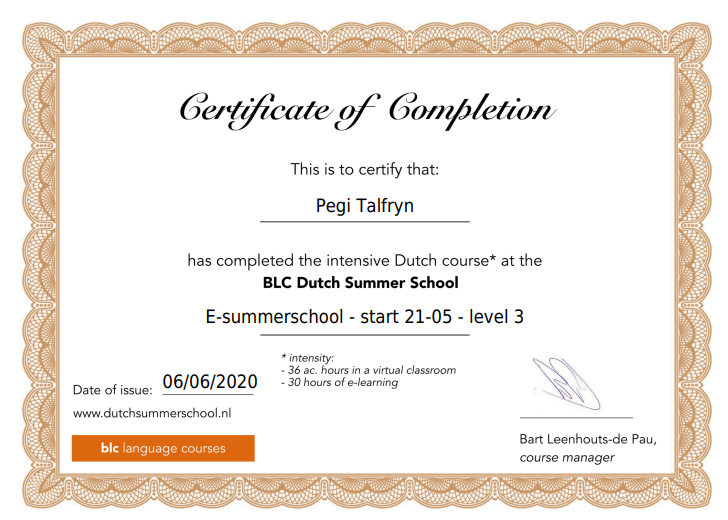 Certificate of Completion
This is to certify that:
Pegi Talfryn
has completed the intensive Dutch course* at the
BLC Dutch Summer School
E-summerschool - start 21-05 - level 3
* intensity:
- 36 ac. hours in a virtual classroom
- 30 hours of e-learning
Date of issue: 06/06/2020
www.dutchsummerschool.nl
blc language courses
Bart Leenhouts-de Pau,
course manager